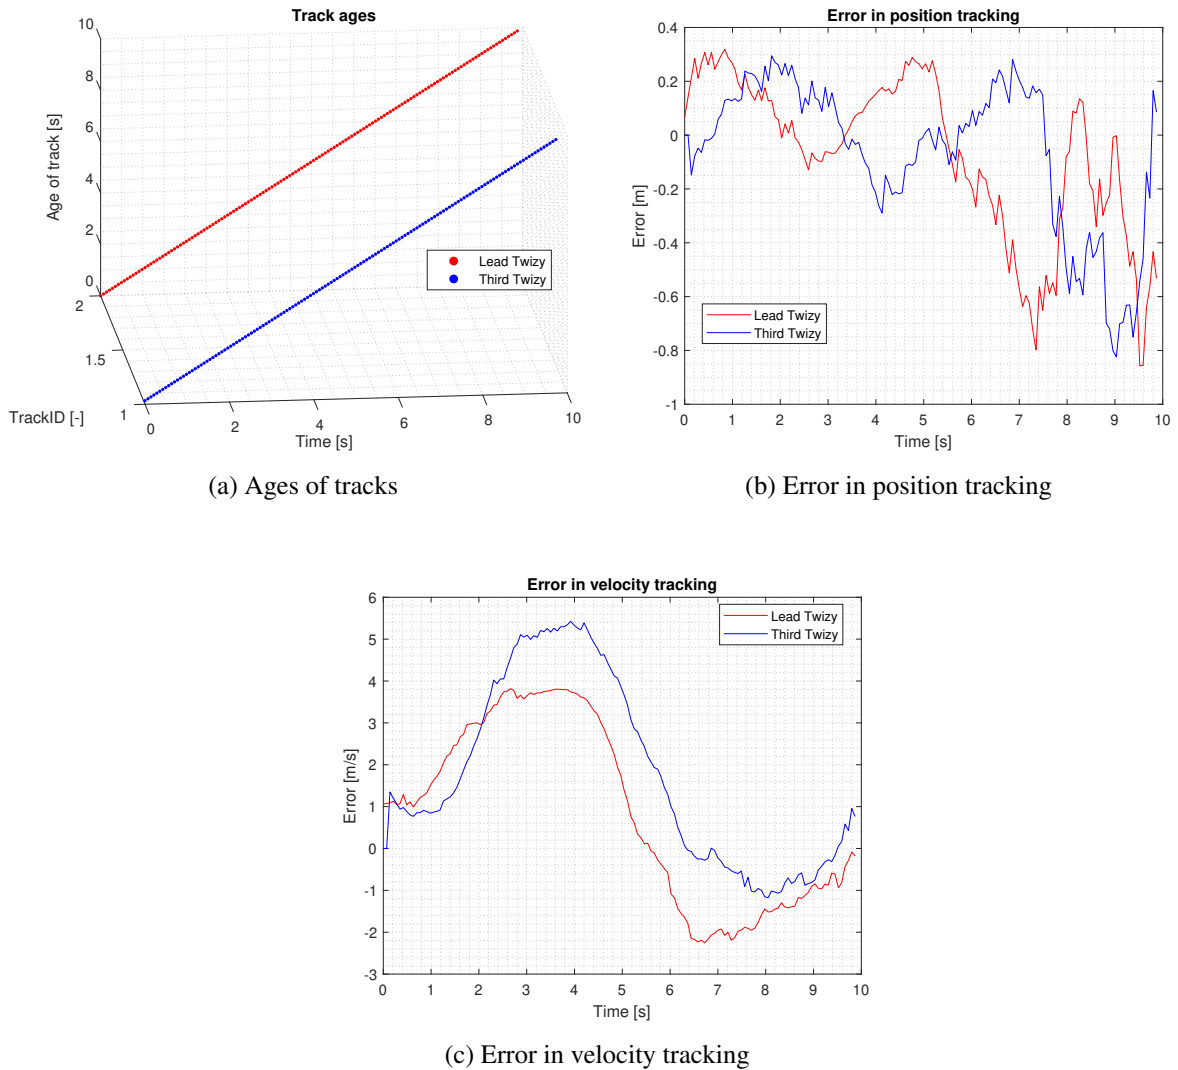 Track ages
10
8
6
4
2
0
Age of track [s]
2
1.5
1
TrackID [-]
0
2
4
6
8
10
Time [s]
Lead Twizy
Third Twizy
(a) Ages of tracks
Error in position tracking
0.4
0.2
0
-0.2
-0.4
-0.6
-0.8
-1
Error [m]
Lead Twizy
Third Twizy
0 1 2 3 4 5 6 7 8 9 10
Time [s]
(b) Error in position tracking
Error in velocity tracking
6
5
4
3
2
1
0
-1
-2
-3
Error [m/s]
Lead Twizy
Third Twizy
0 1 2 3 4 5 6 7 8 9 10
Time [s]
(c) Error in velocity tracking